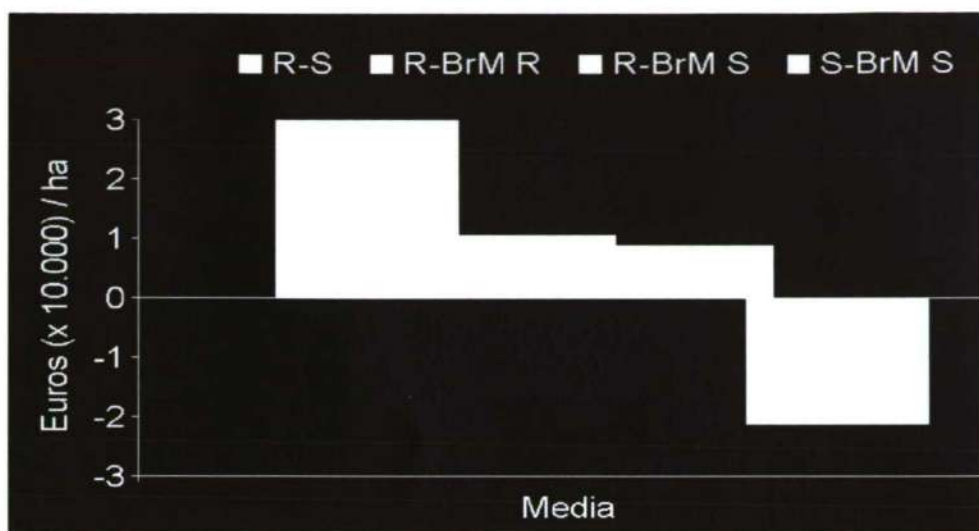 R-S R-BrM R R-BrM S S-BrM S
Euros (x 10.000) / ha
3
2
1
0
-1
-2
-3
Media